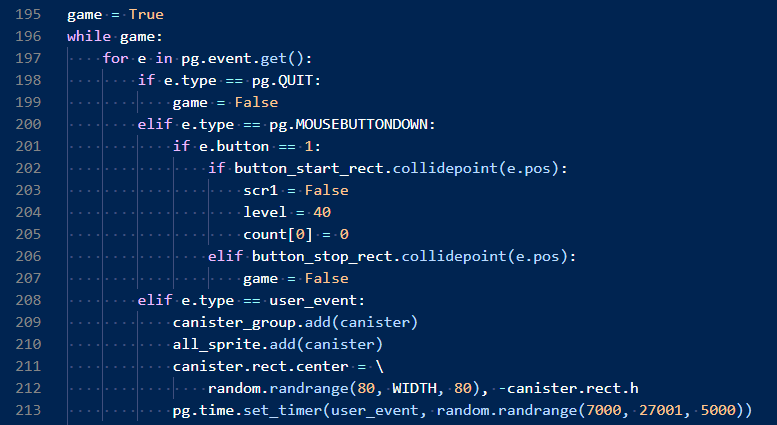 195 game = True
196 while game:
197     for e in pg.event.get():
198         if e.type == pg.QUIT:
199             game = False
200         elif e.type == pg.MOUSEBUTTONDOWN:
201             if e.button == 1:
202                 if button_start_rect.collidepoint(e.pos):
203                     scr1 = False
204                     level = 40
205                     count[0] = 0
206                 elif button_stop_rect.collidepoint(e.pos):
207                     game = False
208         elif e.type == user_event:
209             canister_group.add(canister)
210             all_sprite.add(canister)
211             canister.rect.center = \
212                 random.randrange(80, WIDTH, 80), -canister.rect.h
213             pg.time.set_timer(user_event, random.randrange(7000, 27001, 5000))